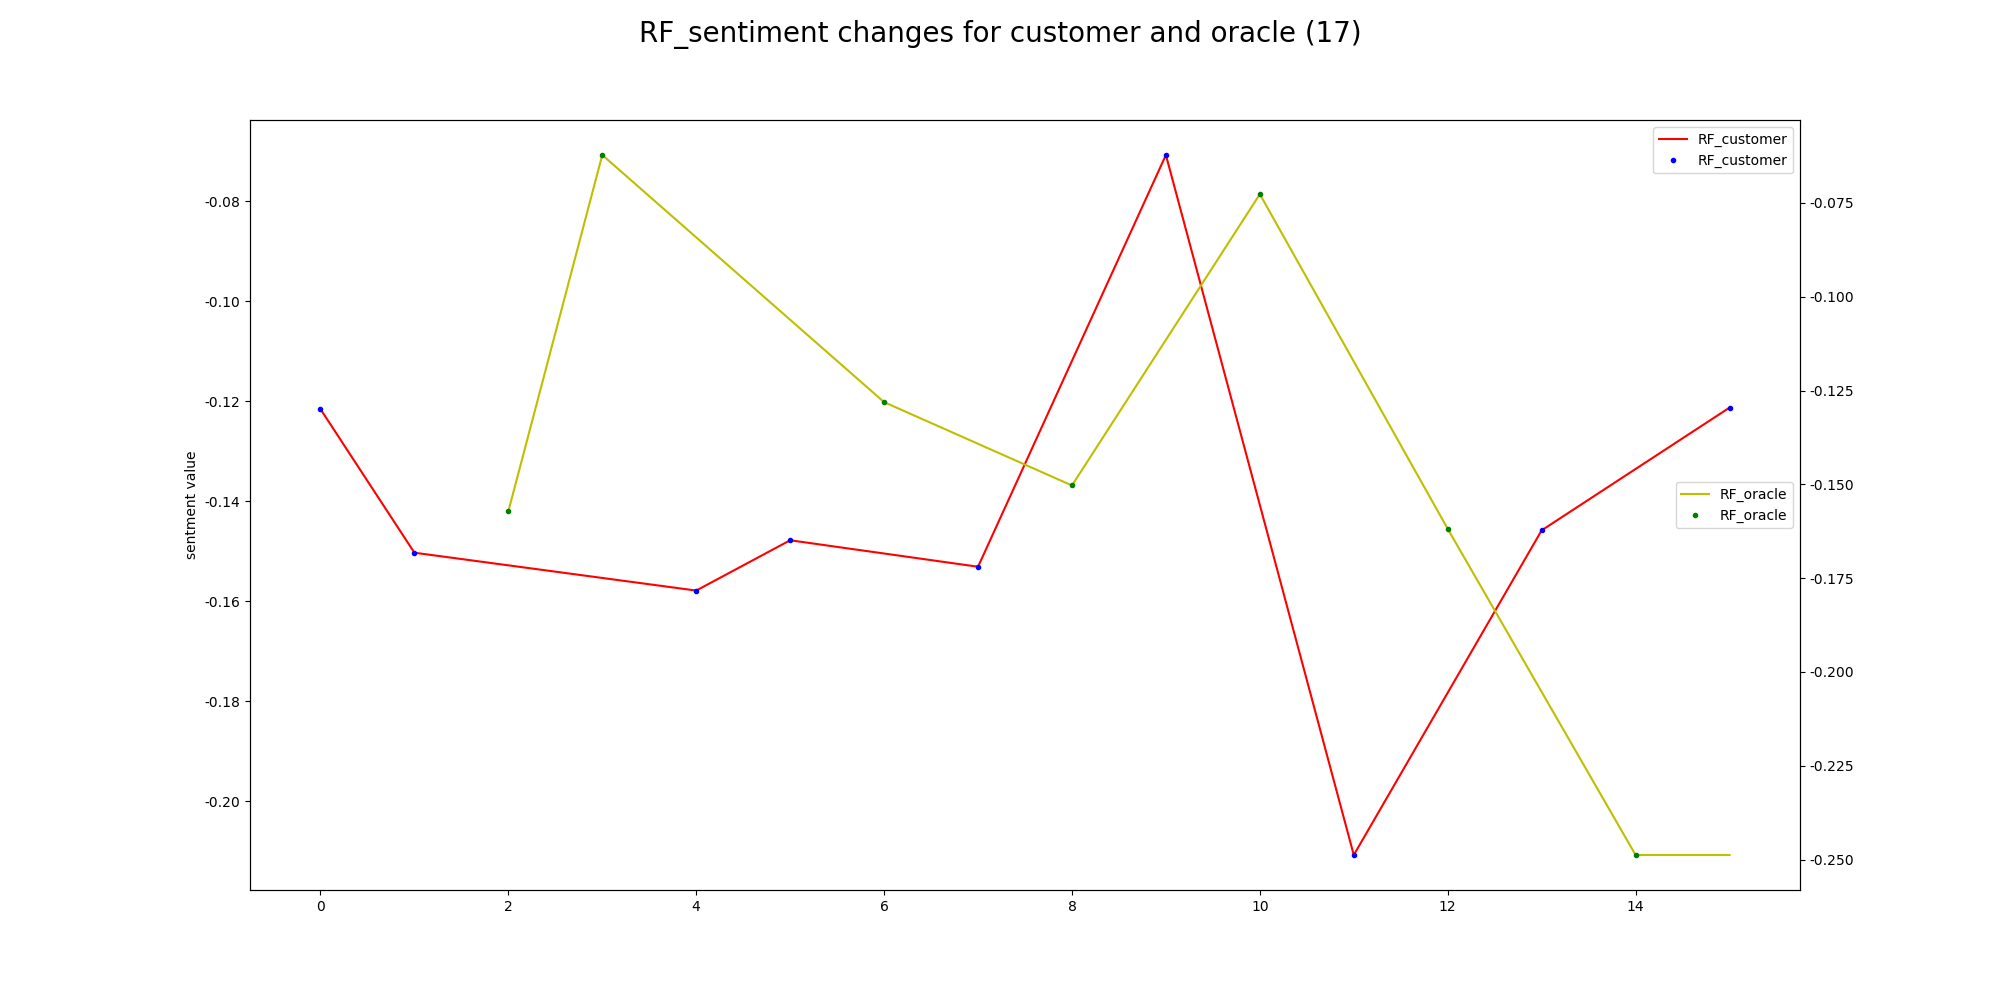 RF_sentiment changes for customer and oracle (17)
RF_customer
RF_customer
RF_oracle
RF_oracle
sentment value
-0.08
-0.10
-0.12
-0.14
-0.16
-0.18
-0.20
-0.075
-0.100
-0.125
-0.150
-0.175
-0.200
-0.225
-0.250
0 2 4 6 8 10 12 14